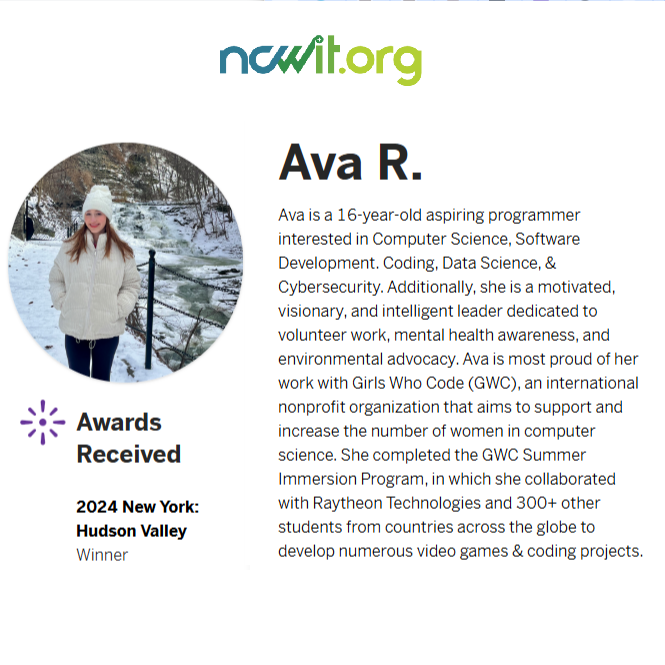 ncwit.org
Ava R.
Ava is a 16-year-old aspiring programmer
interested in Computer Science, Software
Development. Coding, Data Science, &
Cybersecurity. Additionally, she is a motivated,
visionary, and intelligent leader dedicated to
volunteer work, mental health awareness, and
environmental advocacy. Ava is most proud of her
work with Girls Who Code (GWC), an international
nonprofit organization that aims to support and
increase the number of women in computer
science. She completed the GWC Summer
Immersion Program, in which she collaborated
with Raytheon Technologies and 300+ other
students from countries across the globe to
develop numerous video games & coding projects.
Awards
Received
2024 New York:
Hudson Valley
Winner